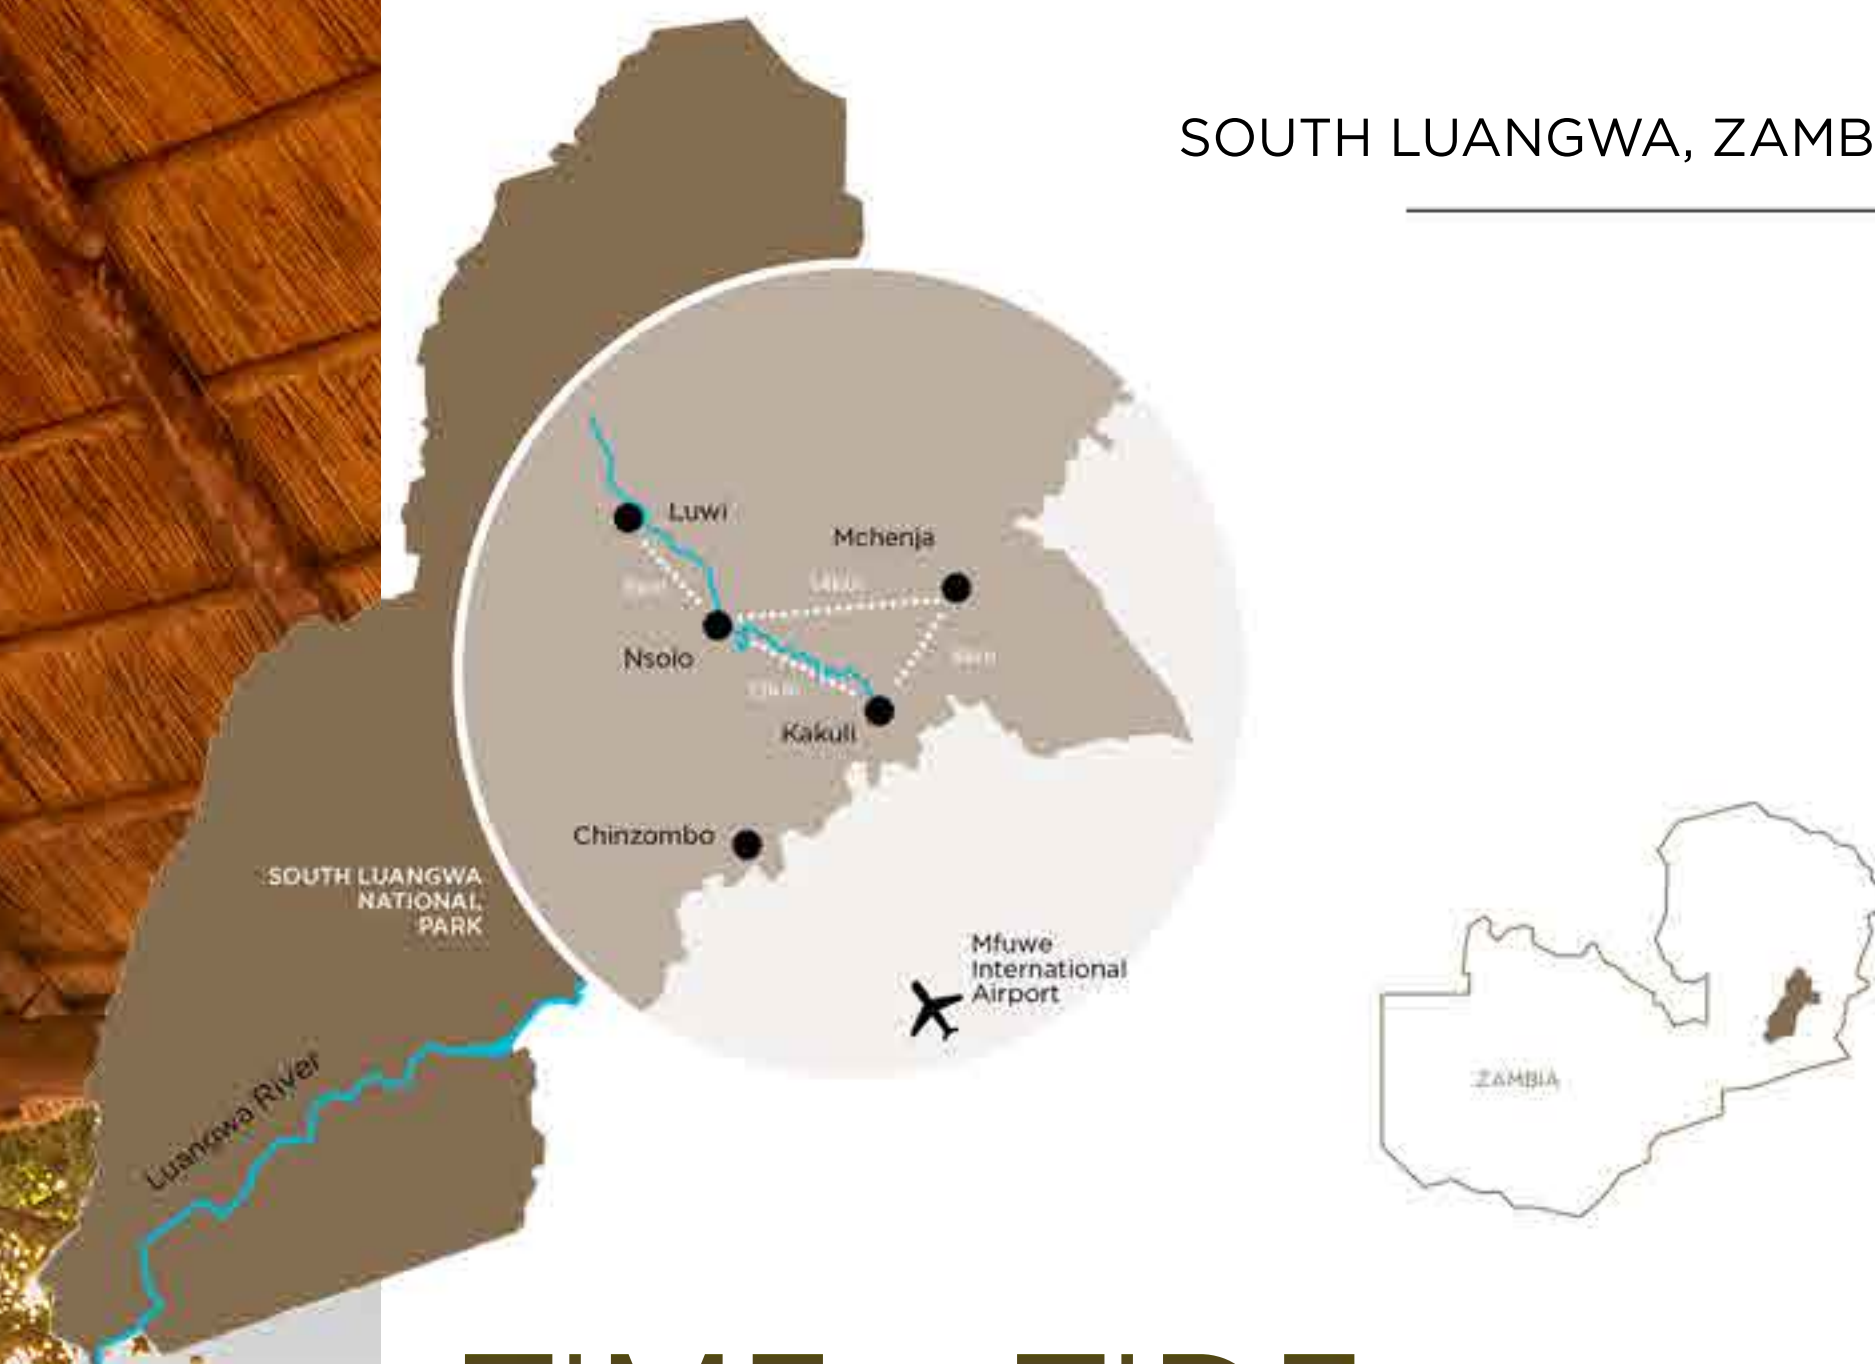 SOUTH LUANGWA, ZAMB
Luwi
Mchenja
Nsolo
Kakuli
Chinzombo
SOUTH LUANGWA
NATIONAL
PARK
Mfuwe
International
Airport
Luangwa River
ZAMBIA